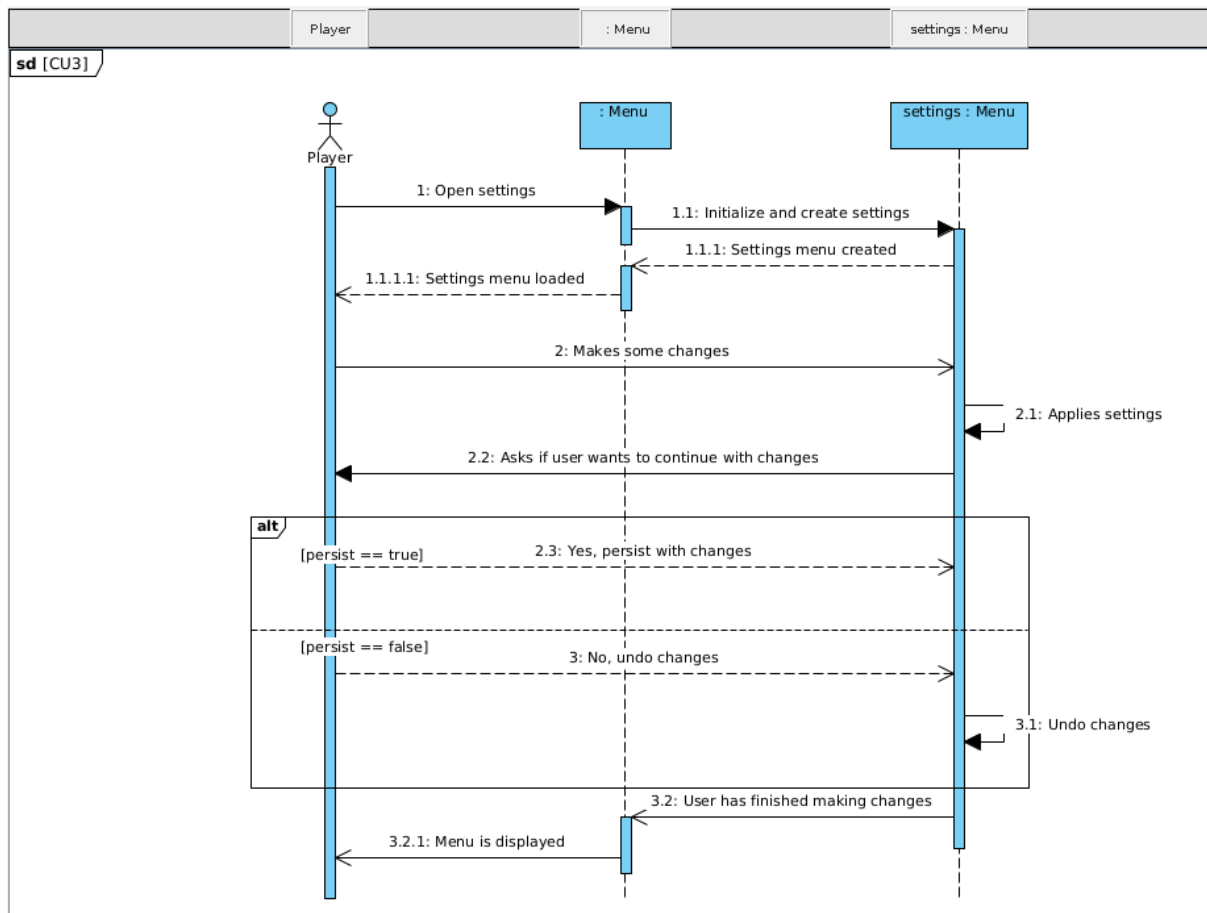 Player
: Menu
settings : Menu
sd [CU3]
: Menu
settings : Menu
Player
1: Open settings
1.1: Initialize and create settings
1.1.1: Settings menu created
1.1.1.1: Settings menu loaded
2: Makes some changes
2.1: Applies settings
2.2: Asks if user wants to continue with changes
alt
[persist == true]
2.3: Yes, persist with changes
[persist == false]
3: No, undo changes
3.1: Undo changes
3.2: User has finished making changes
3.2.1: Menu is displayed